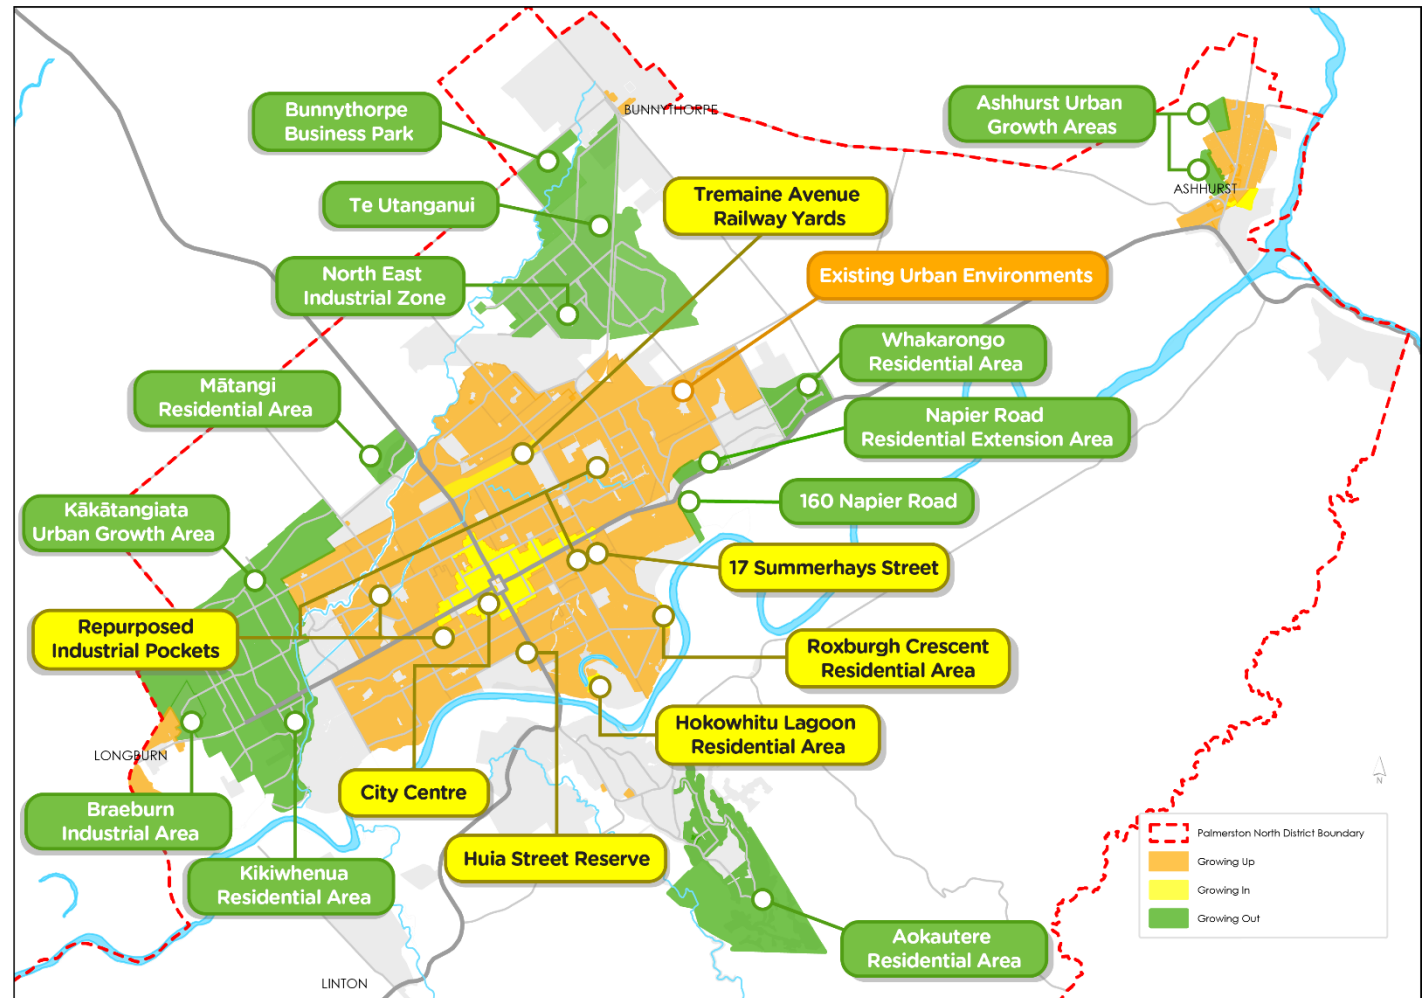 BUNNYTHORPE
Bunnythorpe
Business Park
Ashhurst Urban
Growth Areas
ASHHURST
Te Utanganui
Tremaine Avenue
Railway Yards
North East
Industrial Zone
Existing Urban Environments
Whakarongo
Residential Area
Mātangi
Residential Area
Napier Road
Residential Extension Area
160 Napier Road
Kākātangiata
Urban Growth Area
17 Summerhays Street
Repurposed
Industrial Pockets
Roxburgh Crescent
Residential Area
Hokowhitu Lagoon
Residential Area
LONGBURN
City Centre
Braeburn
Industrial Area
Huia Street Reserve
Kikiwhenua
Residential Area
Aokautere
Residential Area
LINTON
N
Palmerston North District Boundary
Growing Up
Growing In
Growing Out